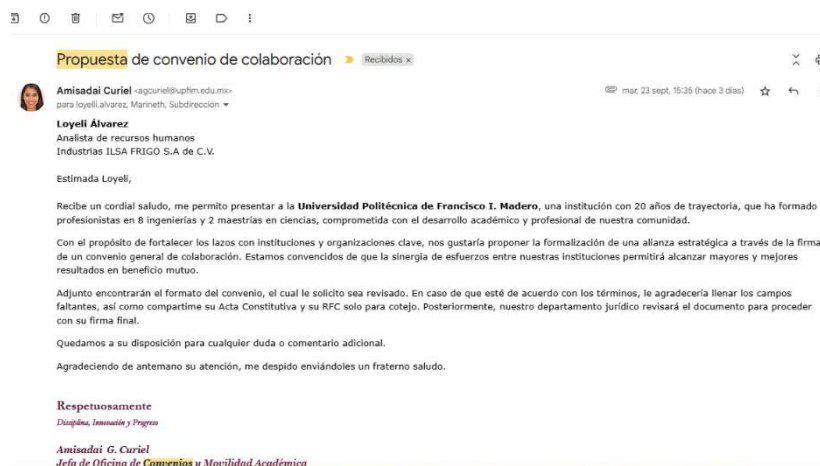 Propuesta de convenio de colaboración Recibidos x
Amisadai Curiel <agcuriel@upfim.edu.mx> mar, 23 sept, 15:35 (hace 3 días)
para loyelli.alvarez, Marineth, Subdirección
Loyeli Álvarez
Analista de recursos humanos
Industrias ILSA FRIGO S.A de C.V.
Estimada Loyeli,
Recibe un cordial saludo, me permito presentar a la Universidad Politécnica de Francisco I. Madero, una institución con 20 años de trayectoria, que ha formado
profesionistas en 8 ingenierías y 2 maestrías en ciencias, comprometida con el desarrollo académico y profesional de nuestra comunidad.
Con el propósito de fortalecer los lazos con instituciones y organizaciones clave, nos gustaría proponer la formalización de una alianza estratégica a través de la firma
de un convenio general de colaboración. Estamos convencidos de que la sinergia de esfuerzos entre nuestras instituciones permitirá alcanzar mayores y mejores
resultados en beneficio mutuo.
Adjunto encontrarán el formato del convenio, el cual le solicito sea revisado. En caso de que esté de acuerdo con los términos, le agradecería llenar los campos
faltantes, así como compartime su Acta Constitutiva y su RFC solo para cotejo. Posteriormente, nuestro departamento jurídico revisará el documento para proceder
con su firma final.
Quedamos a su disposición para cualquier duda o comentario adicional.
Agradeciendo de antemano su atención, me despido enviándoles un fraterno saludo.
Respetuosamente
Disciplina, Innovación y Progreso
Amisadai G. Curiel
Jefa de Oficina de Convenios y Movilidad Académica